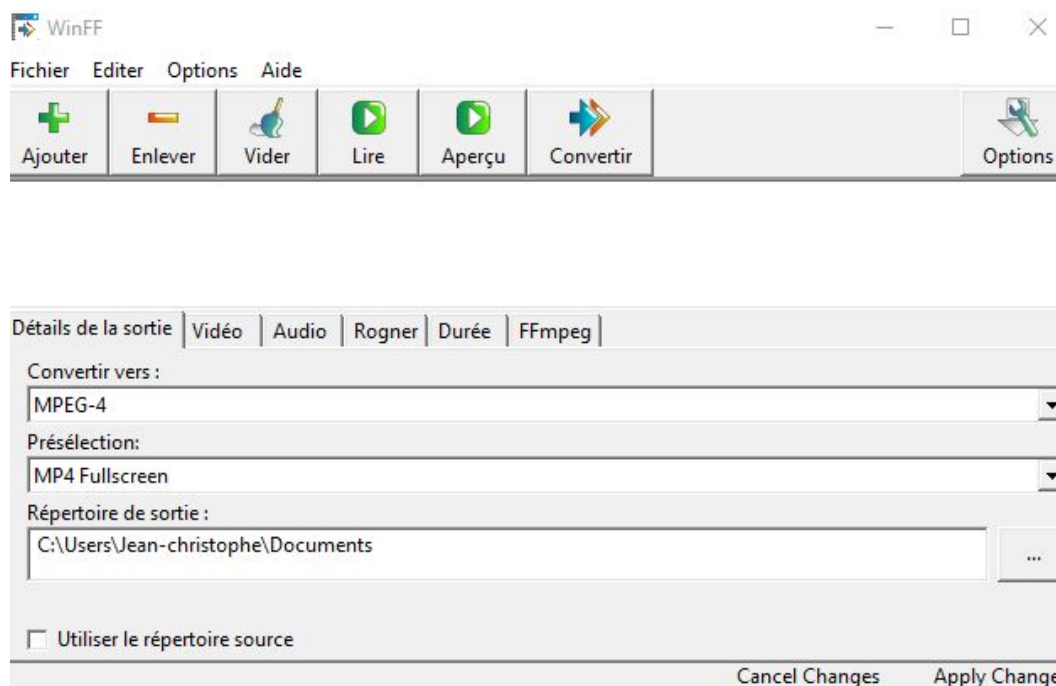 WinFF
Fichier Editer Options Aide
Ajouter Enlever Vider Lire Aperçu Convertir Options
Détails de la sortie Vidéo Audio Rogner Durée FFmpeg
Convertir vers :
MPEG-4
Présélection:
MP4 Fullscreen
Répertoire de sortie :
C:\Users\Jean-christophe\Documents
...
Utiliser le répertoire source
Cancel Changes Apply Change